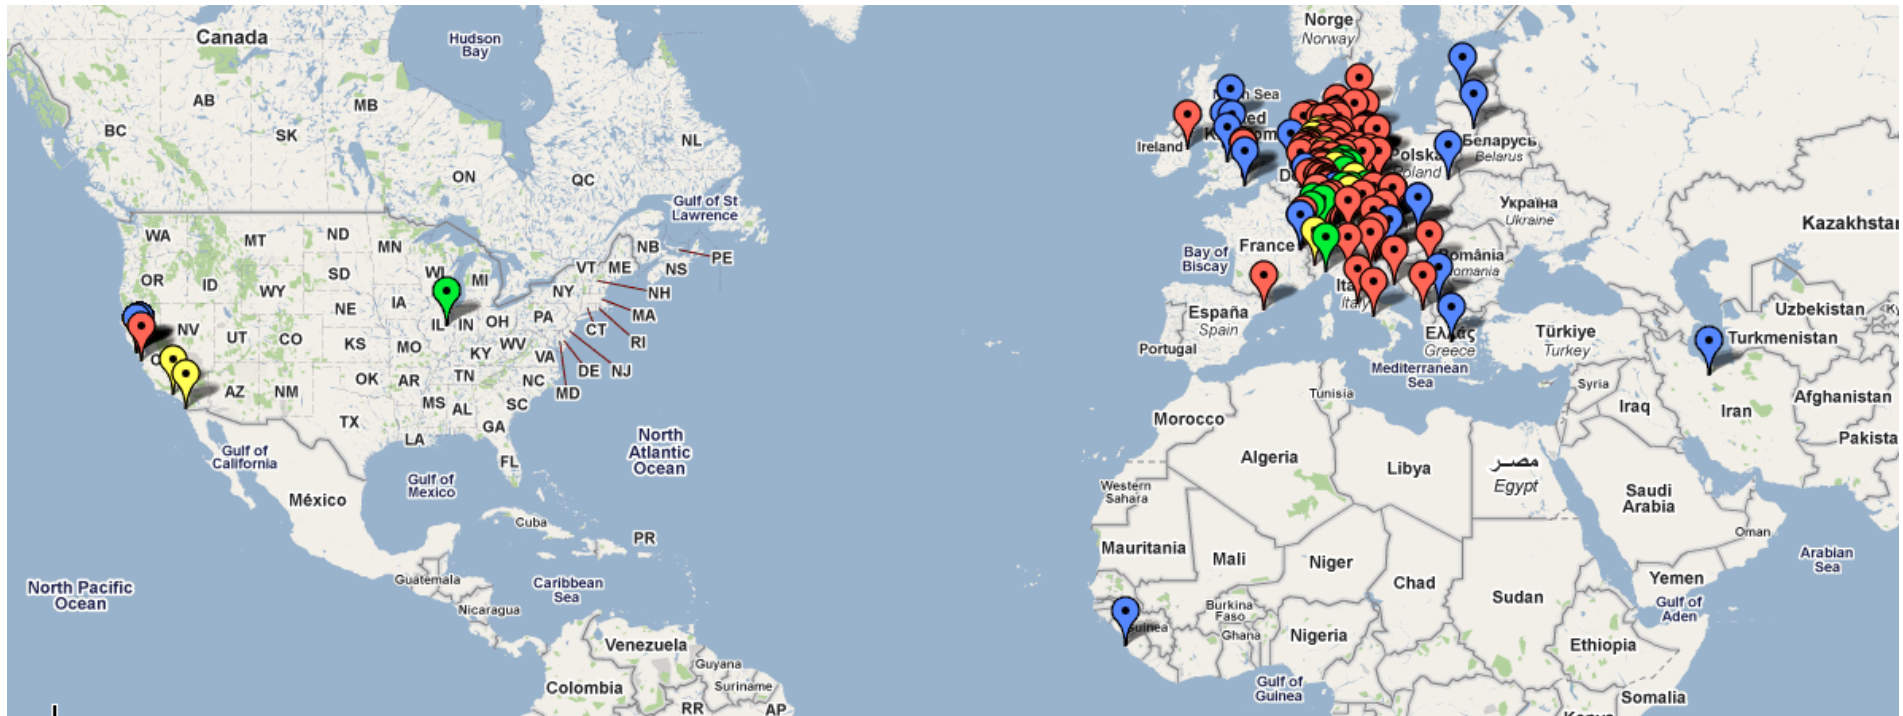 Canada
Hudson
Bay
AB
MB
BC
SK
ON
QC
NL
Gulf of St
Lawrence
WA
MT
ND
MN
OR
ID
SD
WI
MI
WY
NE
IA
NV
UT
CO
KS
IL
IN
OH
MO
KY
WV
PA
NY
VT
ME
NB
NS
PE
NH
MA
CT
RI
NJ
DE
MD
VA
AZ
NM
OK
AR
TN
NC
TX
MS
AL
SC
LA
GA
FL
Gulf of
California
México
Gulf of
Mexico
North
Atlantic
Ocean
Cuba
PR
North Pacific
Ocean
Guatemala
Nicaragua
Caribbean
Sea
Venezuela
Guyana
Suriname
Colombia
RR
AP
Norge
Norway
Sea
Ireland
Беларусь
Belarus
Polska
Poland
Україна
Ukraine
Kazakhstan
Bay of
Biscay
France
România
Italy
España
Spain
Portugal
Ελλάς
Greece
Türkiye
Turkey
Mediterranean
Sea
Uzbekistan
Turkmenistan
Syria
Iraq
Iran
Afghanistan
Tunisia
Morocco
Algeria
Libya
مصر
Egypt
Western
Sahara
Saudi
Arabia
Oman
Mauritania
Mali
Niger
Chad
Sudan
Yemen
Gulf of
Aden
Arabian
Sea
Guinea
Burkina
Faso
Ghana
Nigeria
Ethiopia
Gulf of
Guinea
Somalia